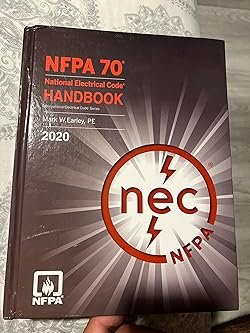 NFPA 70®
National Electrical Code®
HANDBOOK
International Electrical Code Series
Mark W. Earley, PE
2020
nec®
NFPA
NFPA®